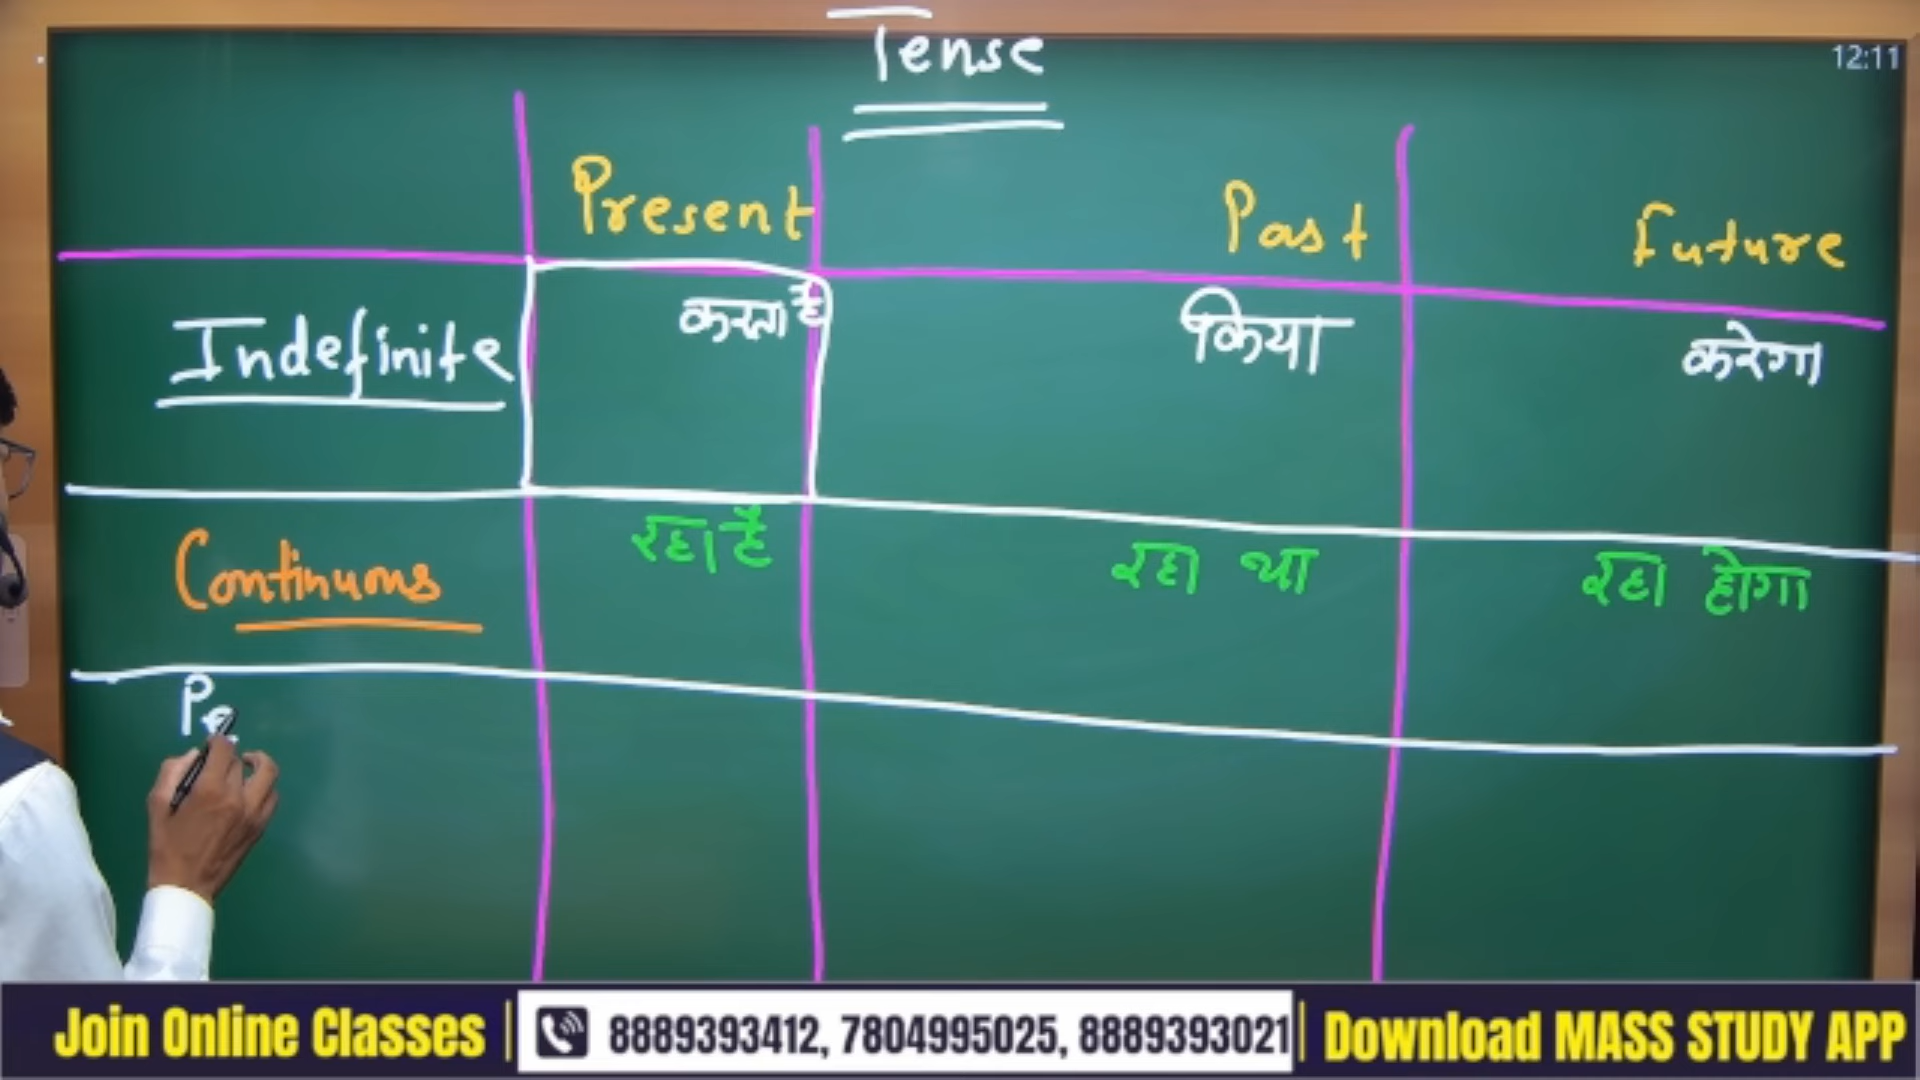 Tense
12:11
Present Past Future
Indefinite करता है किया करेगा
Continuous रहा है रहा था रहा होगा
Pe
Join Online Classes 8889393412, 7804995025, 8889393021 Download MASS STUDY APP